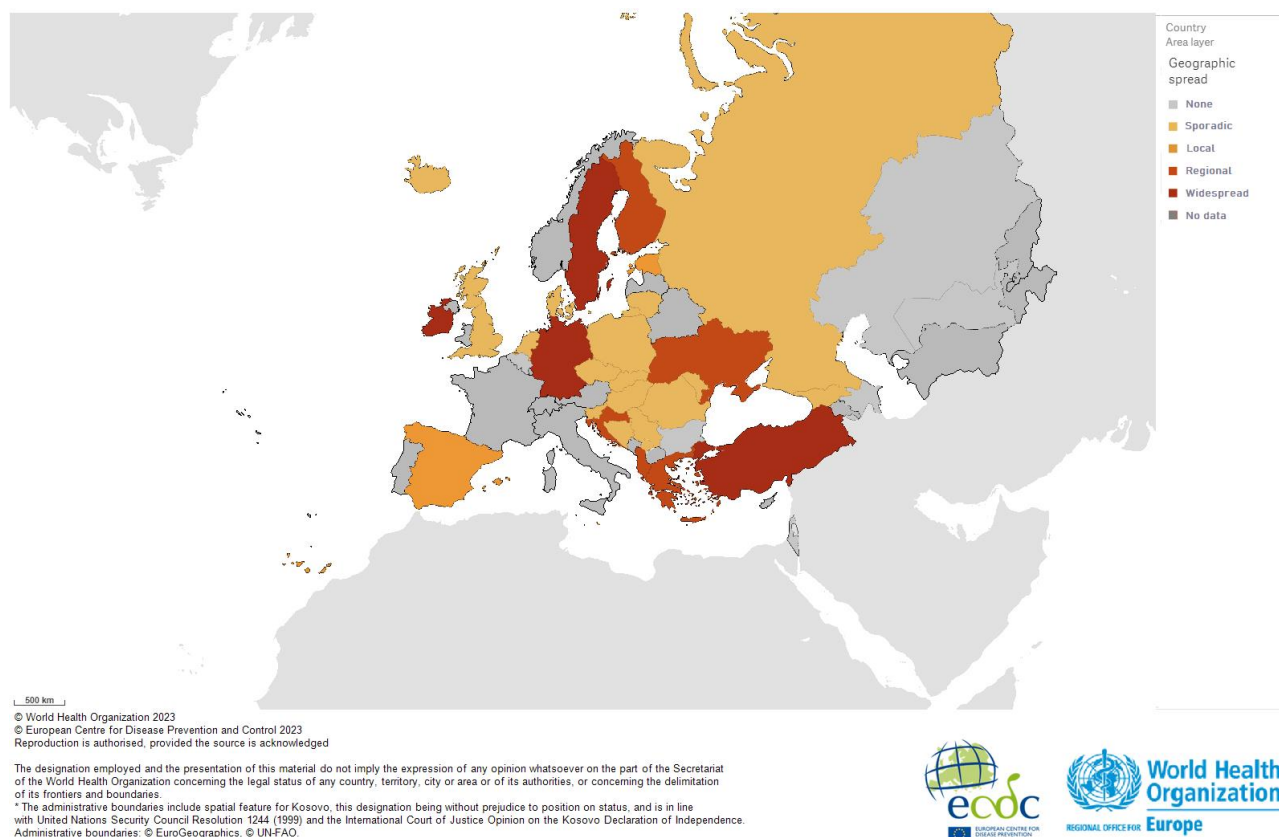 Country
Area layer
Geographic
spread
None
Sporadic
Local
Regional
Widespread
No data
500 km
© World Health Organization 2023
© European Centre for Disease Prevention and Control 2023
Reproduction is authorised, provided the source is acknowledged
The designation employed and the presentation of this material do not imply the expression of any opinion whatsoever on the part of the Secretariat
of the World Health Organization concerning the legal status of any country, territory, city or area or of its authorities, or concerning the delimitation
of its frontiers and boundaries.
* The administrative boundaries include spatial feature for Kosovo, this designation being without prejudice to position on status, and is in line
with United Nations Security Council Resolution 1244 (1999) and the International Court of Justice Opinion on the Kosovo Declaration of Independence.
Administrative boundaries: © EuroGeographics, © UN-FAO.
ecdc
EUROPEAN CENTRE FOR
DISEASE PREVENTION
World Health
Organization
REGIONAL OFFICE FOR Europe